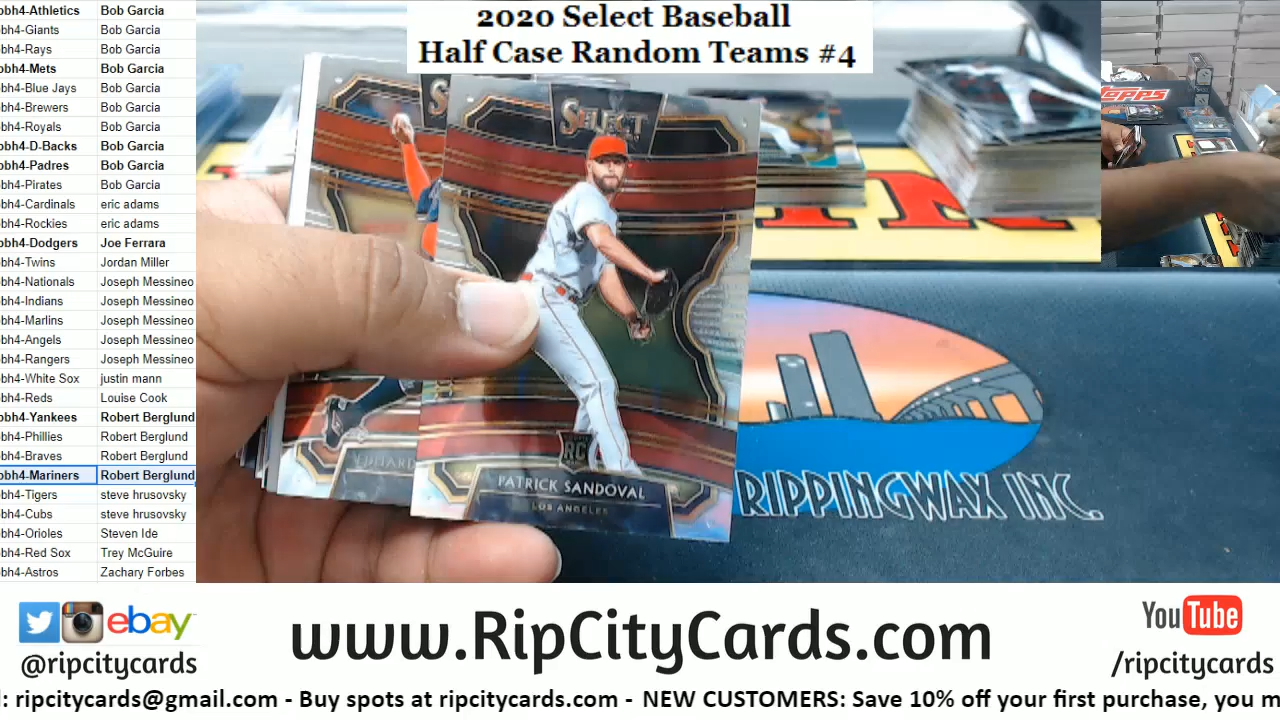 2020 Select Baseball
Half Case Random Teams #4
bh4-Athletics Bob Garcia
bh4-Giants Bob Garcia
bh4-Rays Bob Garcia
bbh4-Mets Bob Garcia
bh4-Blue Jays Bob Garcia
bh4-Brewers Bob Garcia
bh4-Royals Bob Garcia
bbh4-D-Backs Bob Garcia
bbh4-Padres Bob Garcia
bh4-Pirates Bob Garcia
bh4-Cardinals eric adams
bh4-Rockies eric adams
bbh4-Dodgers Joe Ferrara
bh4-Twins Jordan Miller
bh4-Nationals Joseph Messineo
bh4-Indians Joseph Messineo
bh4-Marlins Joseph Messineo
bh4-Angels Joseph Messineo
bh4-Rangers Joseph Messineo
bh4-White Sox justin mann
bh4-Reds Louise Cook
bbh4-Yankees Robert Berglund
bh4-Phillies Robert Berglund
bh4-Braves Robert Berglund
bbh4-Mariners Robert Berglund
bh4-Tigers steve hrusovsky
bh4-Cubs steve hrusovsky
bh4-Orioles Steven Ide
bh4-Red Sox Trey McGuire
bh4-Astros Zachary Forbes
SELECT
RC
PATRICK SANDOVAL
LOS ANGELES
topps
RIPPINGWAX INC.
ebay
@ripcitycards
www.RipCityCards.com
YouTube
/ripcitycards
l: ripcitycards@gmail.com - Buy spots at ripcitycards.com - NEW CUSTOMERS: Save 10% off your first purchase, you m